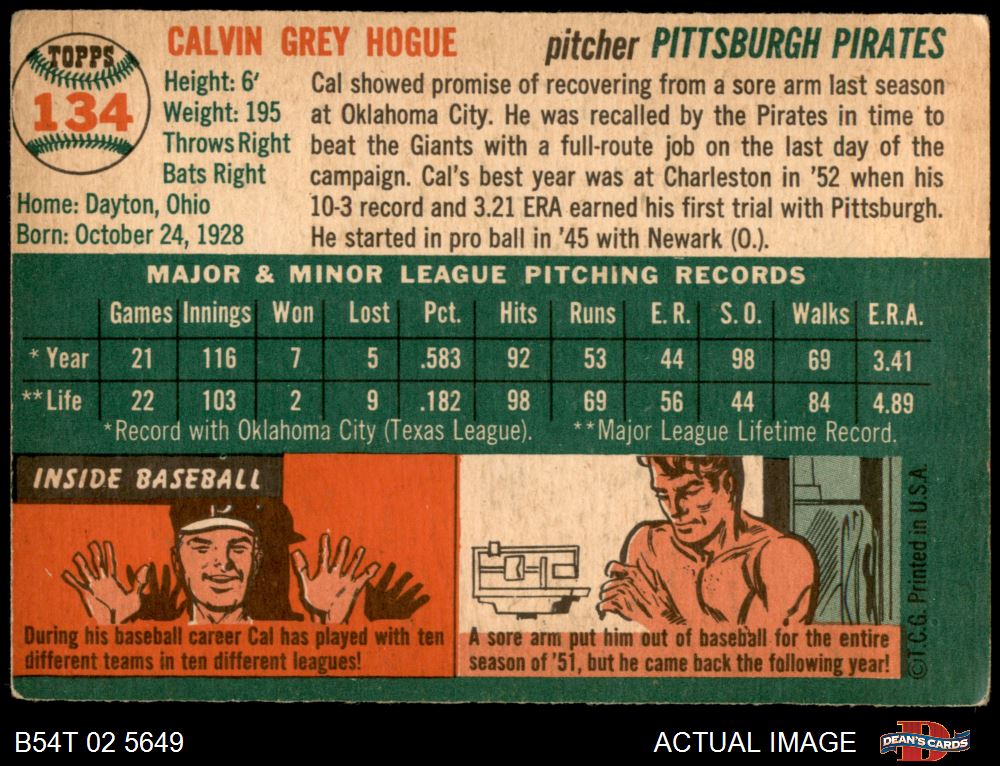 TOPPS
134
CALVIN GREY HOGUE pitcher PITTSBURGH PIRATES
Height: 6'
Weight: 195
Throws Right
Bats Right
Home: Dayton, Ohio
Born: October 24, 1928
Cal showed promise of recovering from a sore arm last season
at Oklahoma City. He was recalled by the Pirates in time to
beat the Giants with a full-route job on the last day of the
campaign. Cal's best year was at Charleston in '52 when his
10-3 record and 3.21 ERA earned his first trial with Pittsburgh.
He started in pro ball in '45 with Newark (O.).
MAJOR & MINOR LEAGUE PITCHING RECORDS
Games Innings Won Lost Pct. Hits Runs E. R. S. O. Walks E.R.A.
* Year 21 116 7 5 .583 92 53 44 98 69 3.41
** Life 22 103 2 9 .182 98 69 56 44 84 4.89
*Record with Oklahoma City (Texas League). **Major League Lifetime Record.
INSIDE BASEBALL
P
During his baseball career Cal has played with ten
different teams in ten different leagues!
A sore arm put him out of baseball for the entire
season of '51, but he came back the following year!
©T.C.G. Printed in U.S.A.
B54T 02 5649 ACTUAL IMAGE
D
DEAN'S CARDS